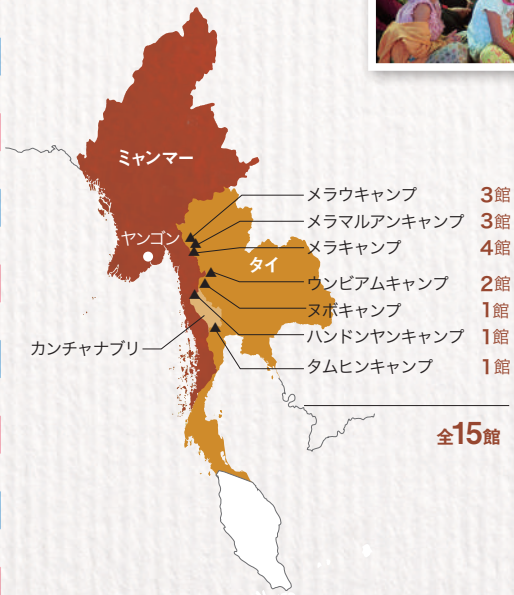 ミャンマー
ヤンゴン
タイ
カンチャナブリ
メラウキャンプ 3館
メラマルアンキャンプ 3館
メラキャンプ 4館
ウンピアムキャンプ 2館
ヌポキャンプ 1館
ハンドンヤンキャンプ 1館
タムヒンキャンプ 1館
全15館